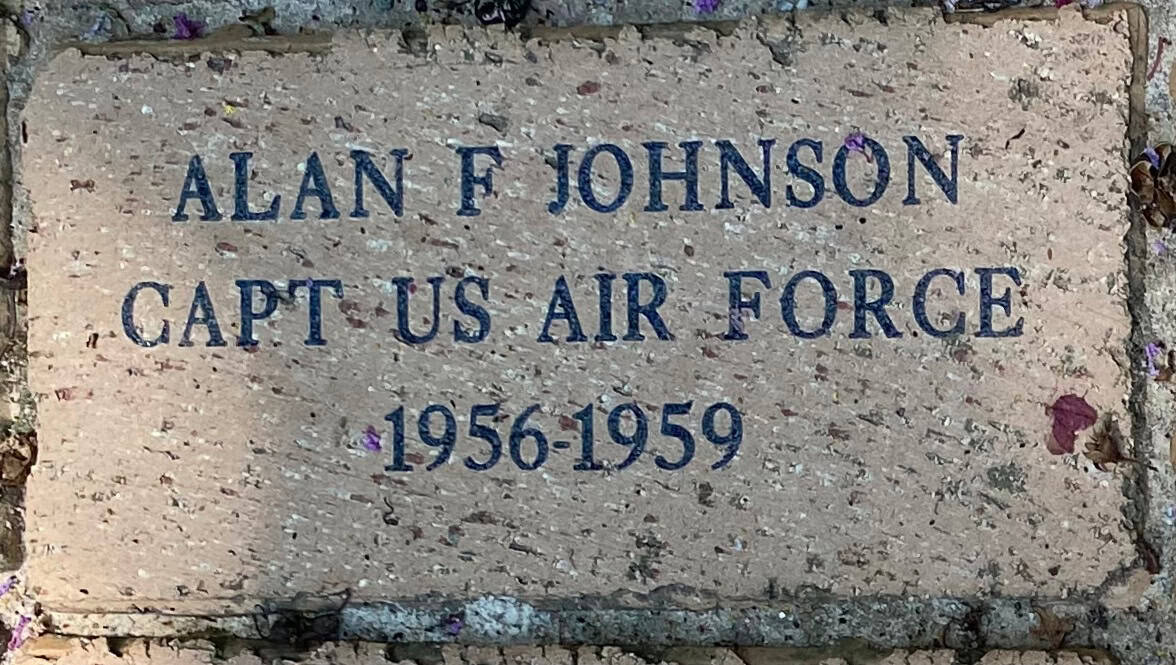 ALAN F JOHNSON
CAPT US AIR FORCE
1956-1959